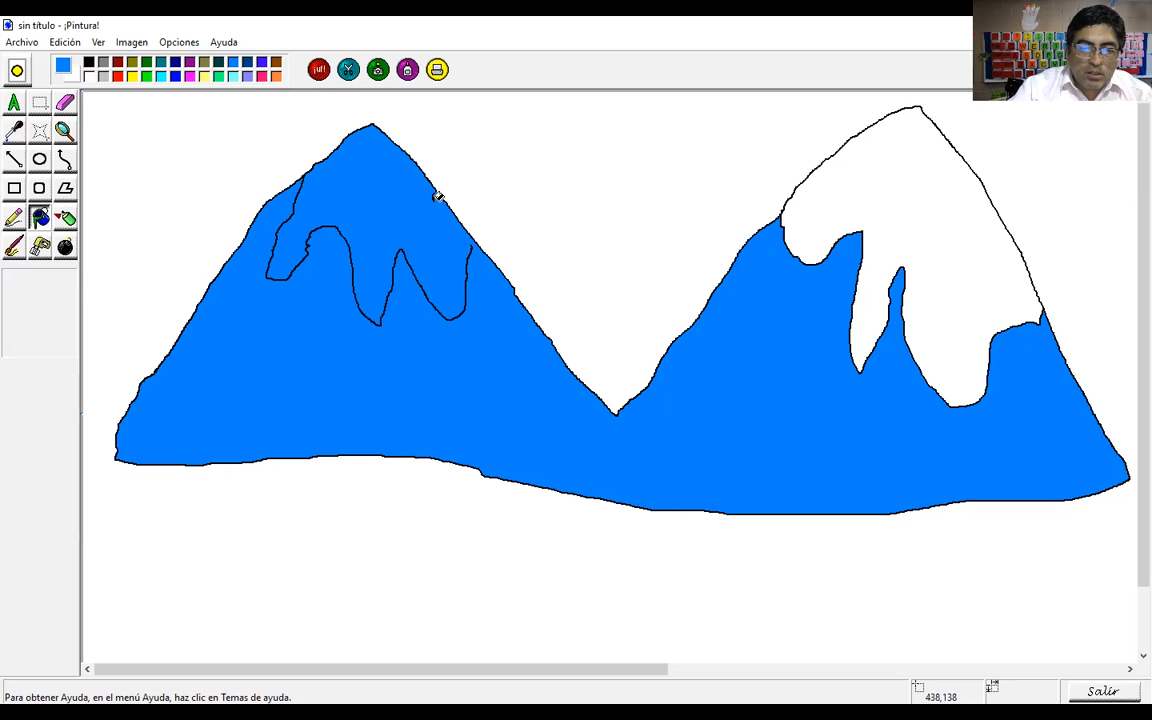 sin título - ¡Pintura!
Archivo Edición Ver Imagen Opciones Ayuda
¡uf!
A
Para obtener Ayuda, en el menú Ayuda, haz clic en Temas de ayuda.
438,138
Salir